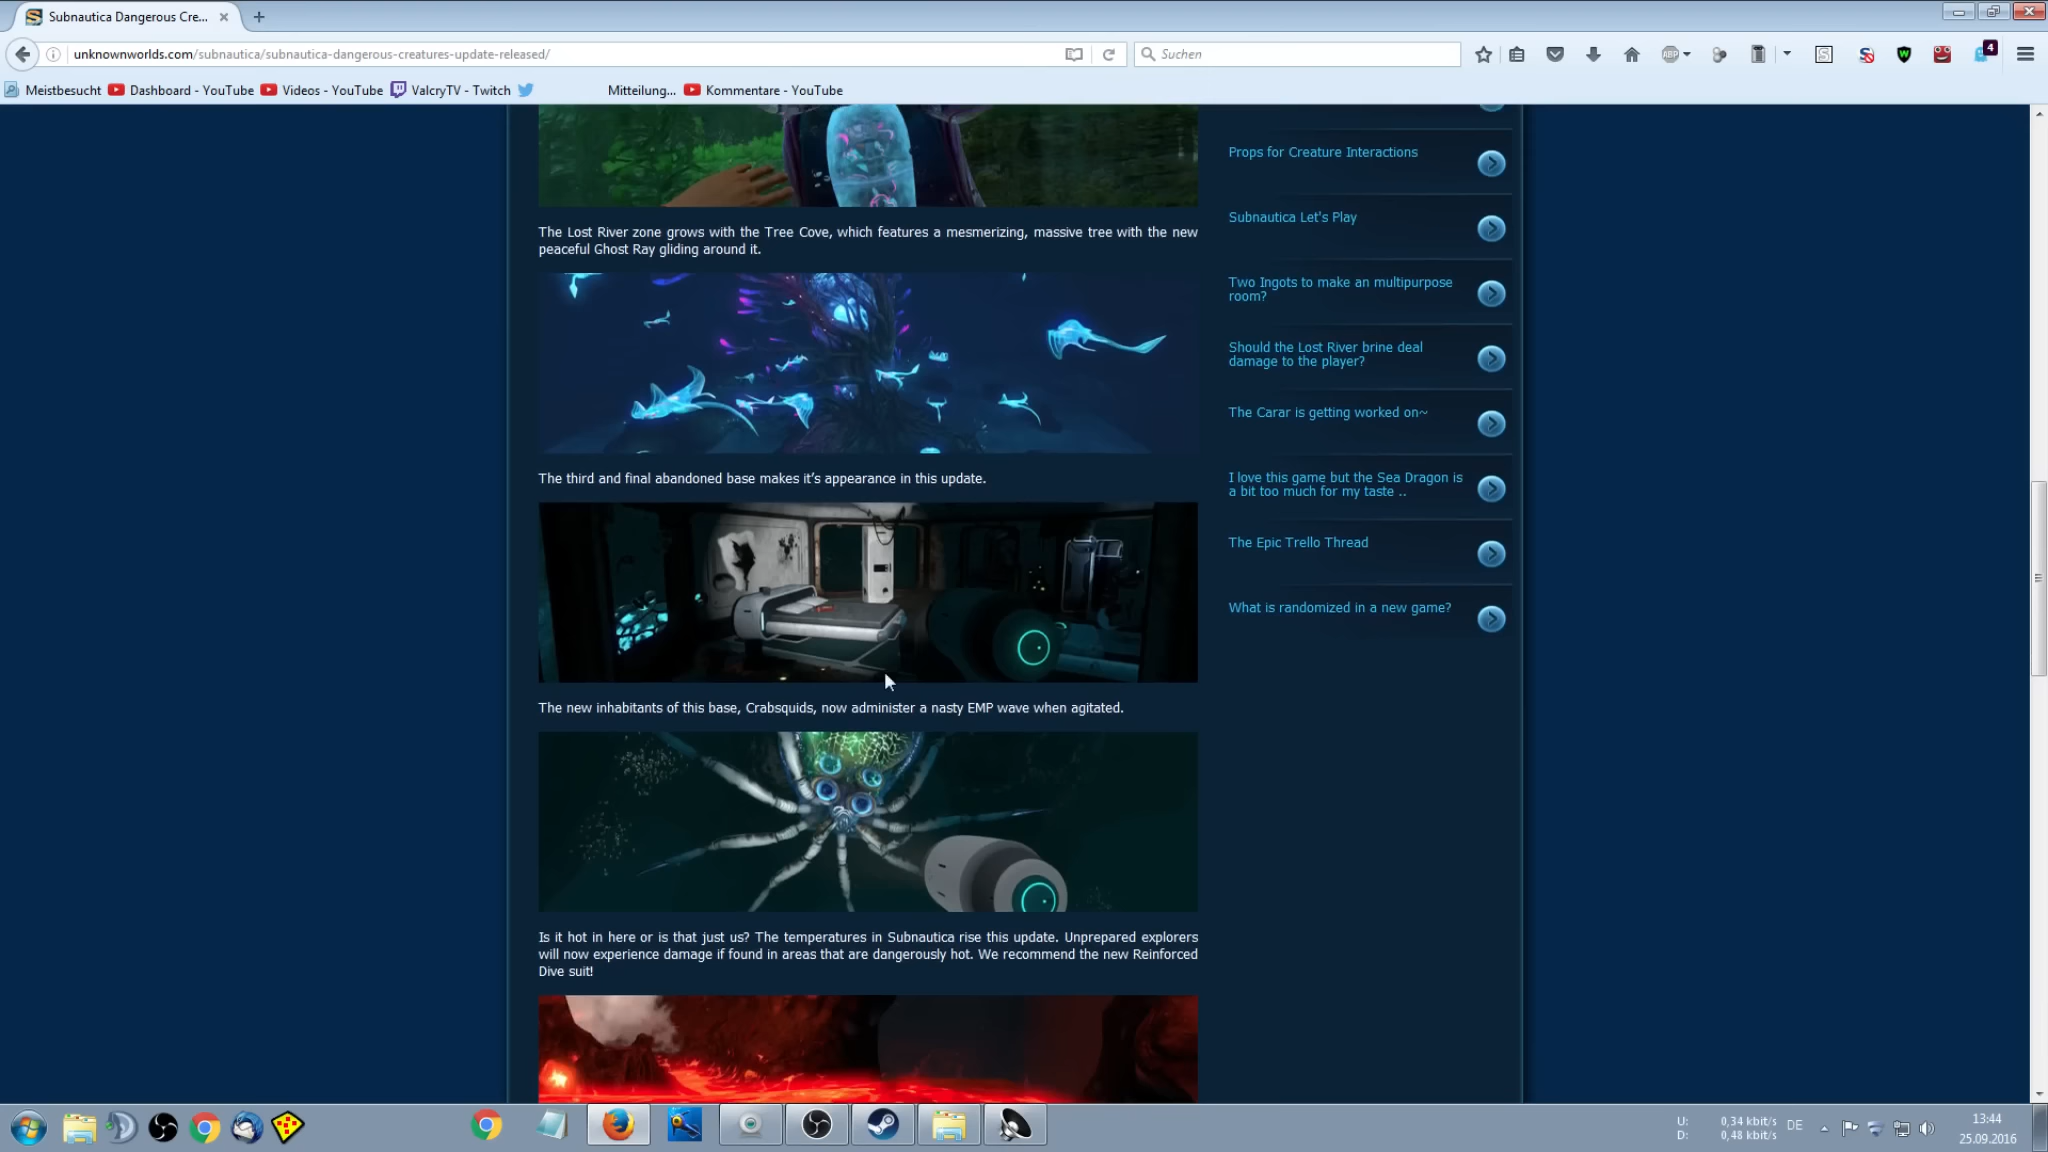 Subnautica Dangerous Cre...
unknownworlds.com/subnautica/subnautica-dangerous-creatures-update-released/
Suchen
ABP
S
W
4
Meistbesucht
Dashboard - YouTube
Videos - YouTube
ValcryTV - Twitch
Mitteilung...
Kommentare - YouTube
The Lost River zone grows with the Tree Cove, which features a mesmerizing, massive tree with the new
peaceful Ghost Ray gliding around it.
The third and final abandoned base makes it’s appearance in this update.
The new inhabitants of this base, Crabsquids, now administer a nasty EMP wave when agitated.
Is it hot in here or is that just us? The temperatures in Subnautica rise this update. Unprepared explorers
will now experience damage if found in areas that are dangerously hot. We recommend the new Reinforced
Dive suit!
Props for Creature Interactions
Subnautica Let's Play
Two Ingots to make an multipurpose
room?
Should the Lost River brine deal
damage to the player?
The Carar is getting worked on~
I love this game but the Sea Dragon is
a bit too much for my taste ..
The Epic Trello Thread
What is randomized in a new game?
U: 0,34 kbit/s
D: 0,48 kbit/s
DE
13:44
25.09.2016